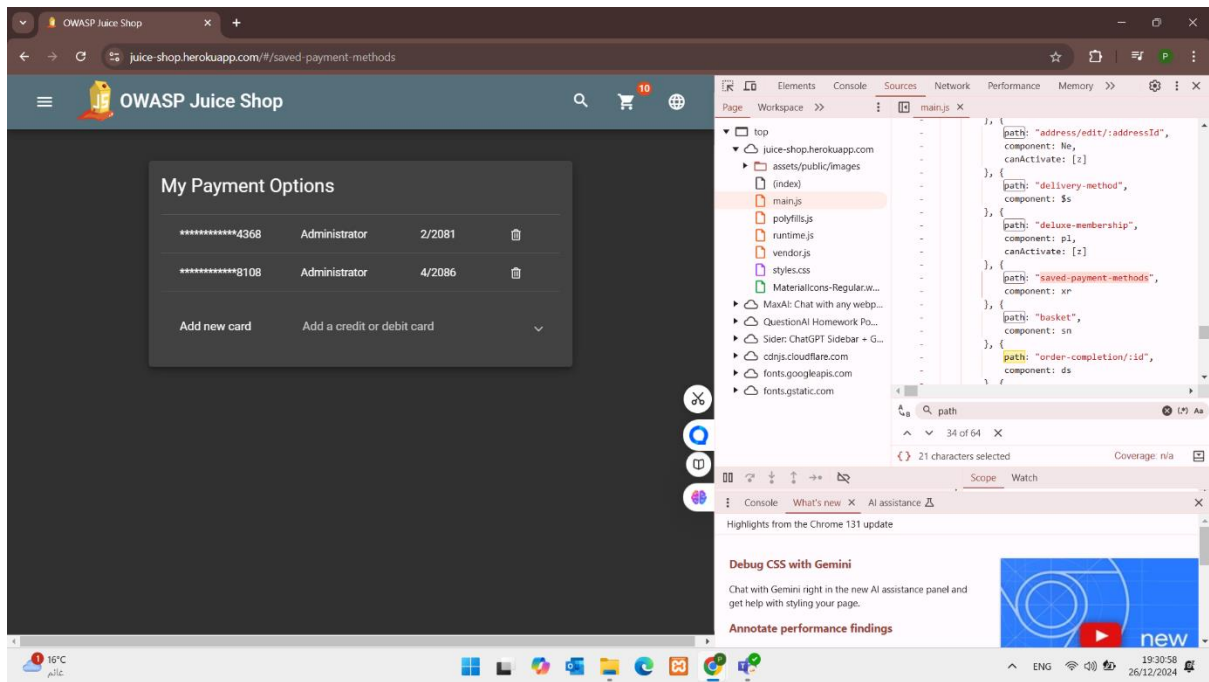 OWASP Juice Shop
juice-shop.herokuapp.com/#/saved-payment-methods
P
OWASP Juice Shop
10
My Payment Options
************4368 Administrator 2/2081
************8108 Administrator 4/2086
Add new card Add a credit or debit card
Elements Console Sources Network Performance Memory
Page Workspace
main.js
top
juice-shop.herokuapp.com
assets/public/images
(index)
main.js
polyfills.js
runtime.js
vendor.js
styles.css
MaterialIcons-Regular.w...
MaxAI: Chat with any webp...
QuestionAI Homework Po...
Sider: ChatGPT Sidebar + G...
cdnjs.cloudflare.com
fonts.googleapis.com
fonts.gstatic.com
}, {
path: "address/edit/:addressId",
component: Ne,
canActivate: [z]
}, {
path: "delivery-method",
component: $s
}, {
path: "deluxe-membership",
component: pl,
canActivate: [z]
}, {
path: "saved-payment-methods",
component: xr
}, {
path: "basket",
component: sn
}, {
path: "order-completion/:id",
component: ds
path
(.*) Aa
34 of 64
{ } 21 characters selected Coverage: n/a
Scope Watch
Console What's new AI assistance
Highlights from the Chrome 131 update
Debug CSS with Gemini
Chat with Gemini right in the new AI assistance panel and
get help with styling your page.
Annotate performance findings
new
1
16°C
غائم
ENG
19:30:58
26/12/2024